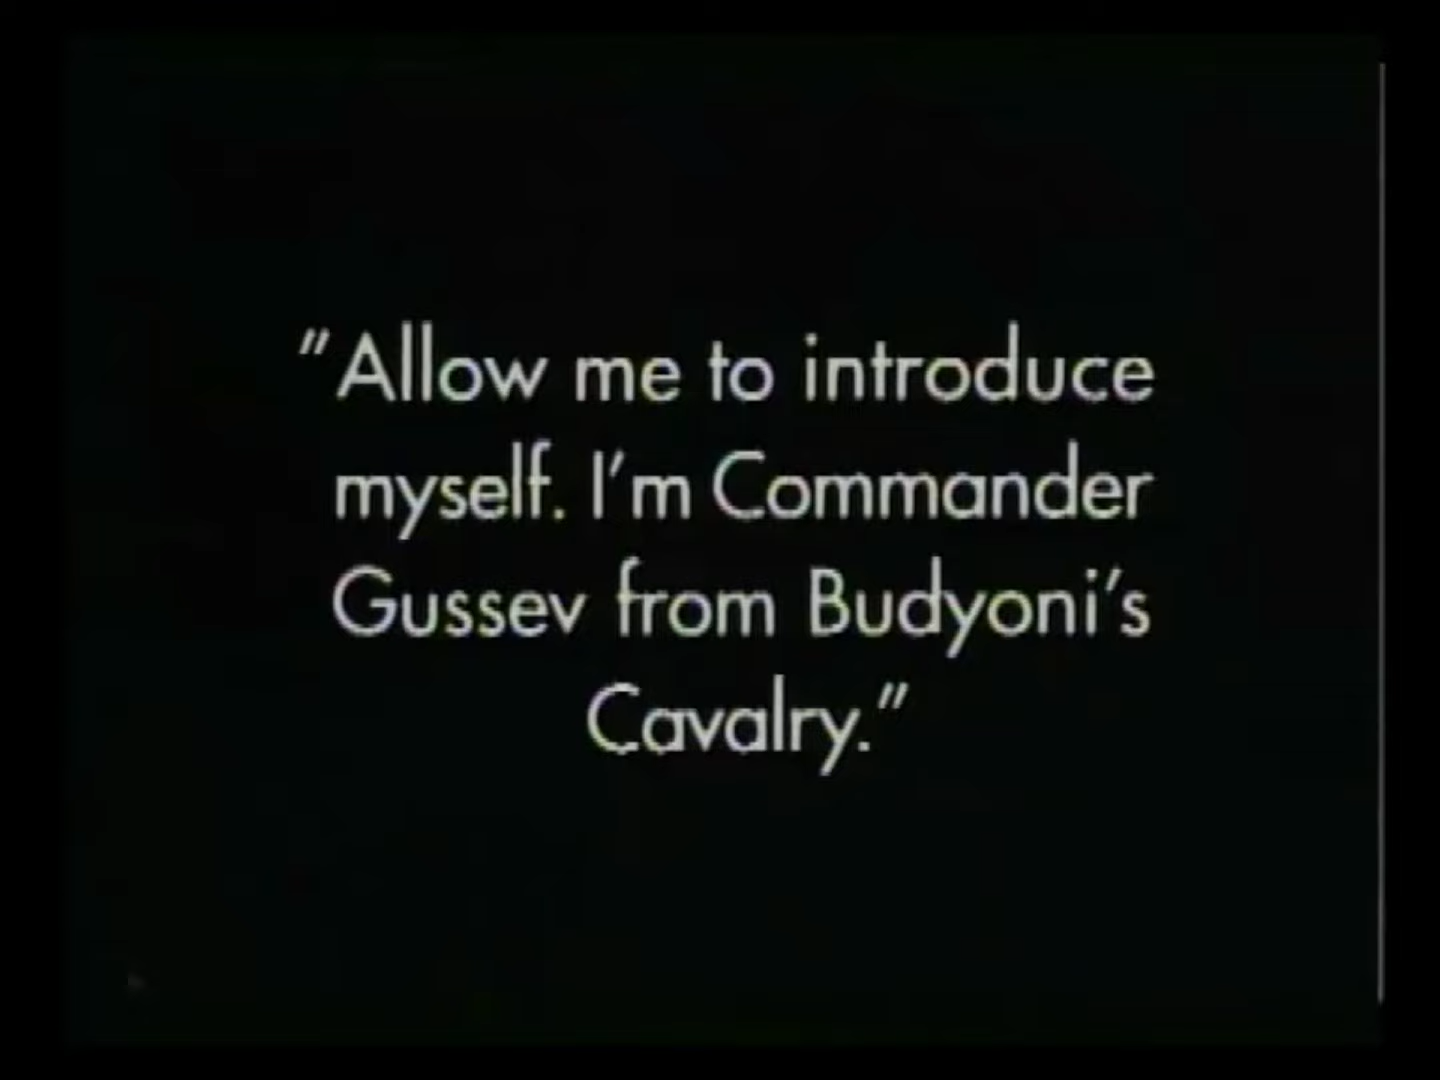 "Allow me to introduce
myself. I'm Commander
Gussev from Budyoni's
Cavalry."